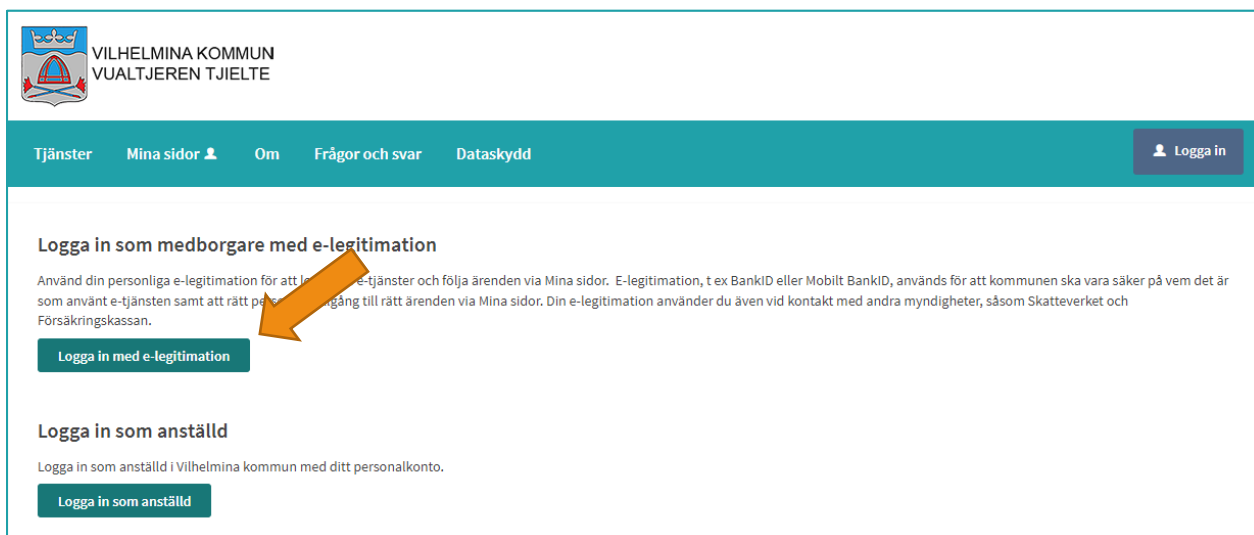 VILHELMINA KOMMUN
VUALTJEREN TJIELTE
Tjänster Mina sidor Om Frågor och svar Dataskydd Logga in
Logga in som medborgare med e-legitimation
Använd din personliga e-legitimation för att e-tjänster och följa ärenden via Mina sidor. E-legitimation, t ex BankID eller Mobilt BankID, används för att kommunen ska vara säker på vem det är
som använt e-tjänsten samt att rätt till rätt ärenden via Mina sidor. Din e-legitimation använder du även vid kontakt med andra myndigheter, såsom Skatteverket och
Försäkringskassan.
Logga in med e-legitimation
Logga in som anställd
Logga in som anställd i Vilhelmina kommun med ditt personalkonto.
Logga in som anställd